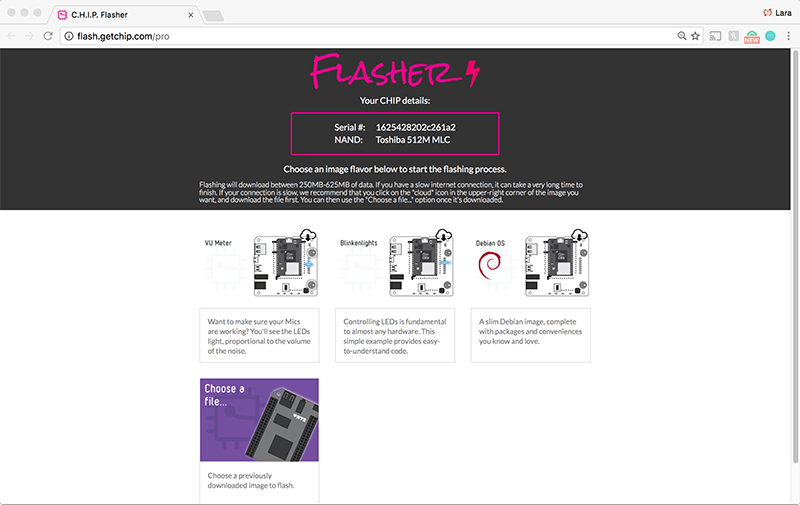 C.H.I.P. Flasher
Lara
flash.getchip.com/pro
NEW
FLASHER
Your CHIP details:
Serial #: 1625428202c261a2
NAND: Toshiba 512M MLC
Choose an image flavor below to start the flashing process.
Flashing will download between 250MB-625MB of data. If you have a slow internet connection, it can take a very long time to
finish. If your connection is slow, we recommend that you click on the "cloud" icon in the upper-right corner of the image you
want, and download the file first. You can then use the "Choose a file..." option once it's downloaded.
VU Meter
Blinkenlights
Debian OS
Want to make sure your Mics
are working? You'll see the LEDs
light, proportional to the volume
of the noise.
Controlling LEDs is fundamental
to almost any hardware. This
simple example provides easy-
to-understand code.
A slim Debian image, complete
with packages and conveniences
you know and love.
Choose a
file...
Choose a previously
downloaded image to flash.